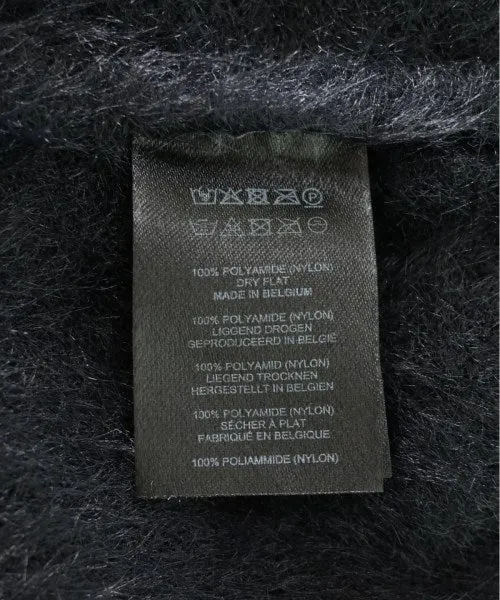 100% POLYAMIDE (NYLON)
DRY FLAT
MADE IN BELGIUM
100% POLYAMIDE (NYLON)
LIGGEND DROGEN
GEPRODUCEERD IN BELGIË
100% POLYAMID (NYLON)
LIEGEND TROCKNEN
HERGESTELLT IN BELGIEN
100% POLYAMIDE (NYLON)
SÉCHER À PLAT
FABRIQUÉ EN BELGIQUE
100% POLIAMMIDE (NYLON)